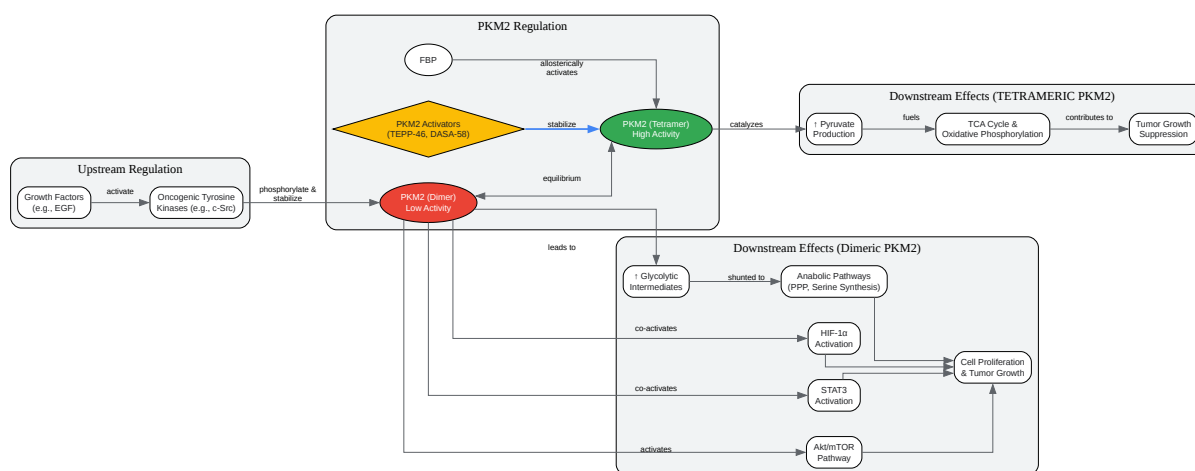 PKM2 Regulation
FBP
allosterically
activates
PKM2 Activators
(TEPP-46, DASA-58)
stabilize
PKM2 (Tetramer)
High Activity
catalyzes
Downstream Effects (TETRAMERIC PKM2)
↑ Pyruvate
Production
fuels
TCA Cycle &
Oxidative Phosphorylation
contributes to
Tumor Growth
Suppression
Upstream Regulation
Growth Factors
(e.g., EGF)
activate
Oncogenic Tyrosine
Kinases (e.g., c-Src)
phosphorylate &
stabilize
equilibrium
PKM2 (Dimer)
Low Activity
leads to
Downstream Effects (Dimeric PKM2)
↑ Glycolytic
Intermediates
shunted to
Anabolic Pathways
(PPP, Serine Synthesis)
co-activates
HIF-1α
Activation
Cell Proliferation
& Tumor Growth
co-activates
STAT3
Activation
activates
Akt/mTOR
Pathway